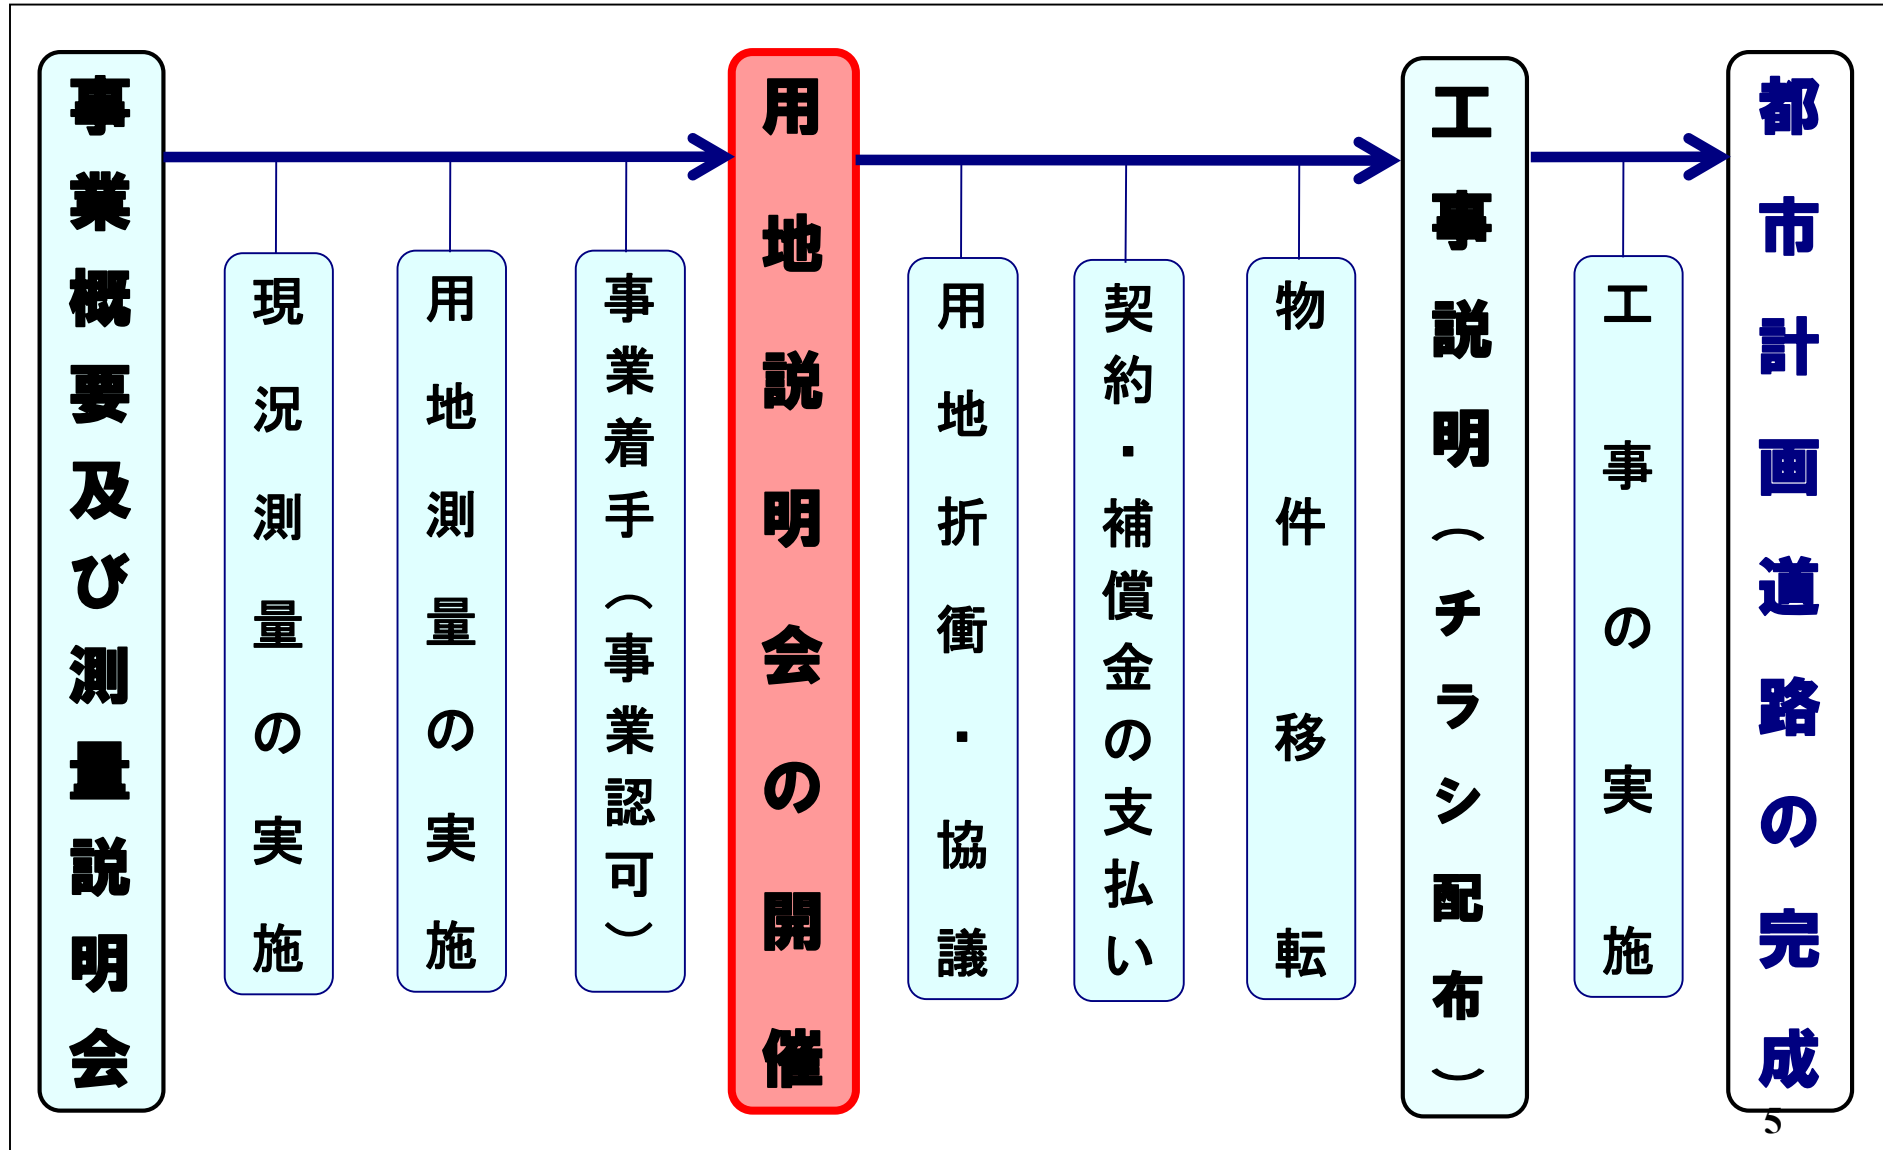 事業概要及び測量説明会
現況測量の実施
用地測量の実施
事業着手（事業認可）
用地説明会の開催
用地折衝・協議
契約・補償金の支払い
物件移転
工事説明（チラシ配布）
工事の実施
都市計画道路の完成
5